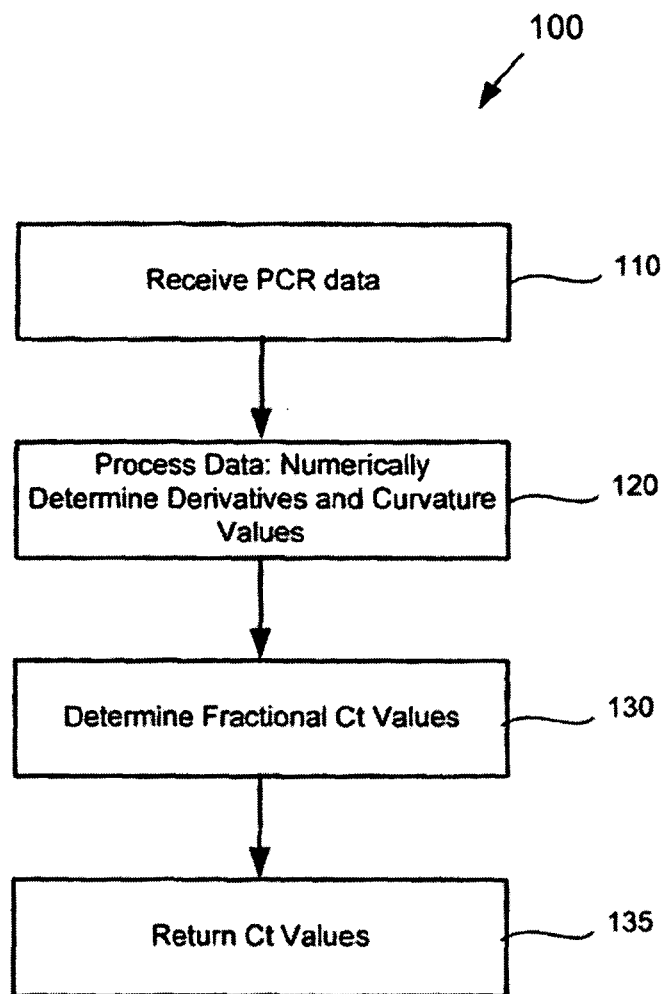 100
Receive PCR data
110
Process Data: Numerically
Determine Derivatives and Curvature
Values
120
Determine Fractional Ct Values
130
Return Ct Values
135